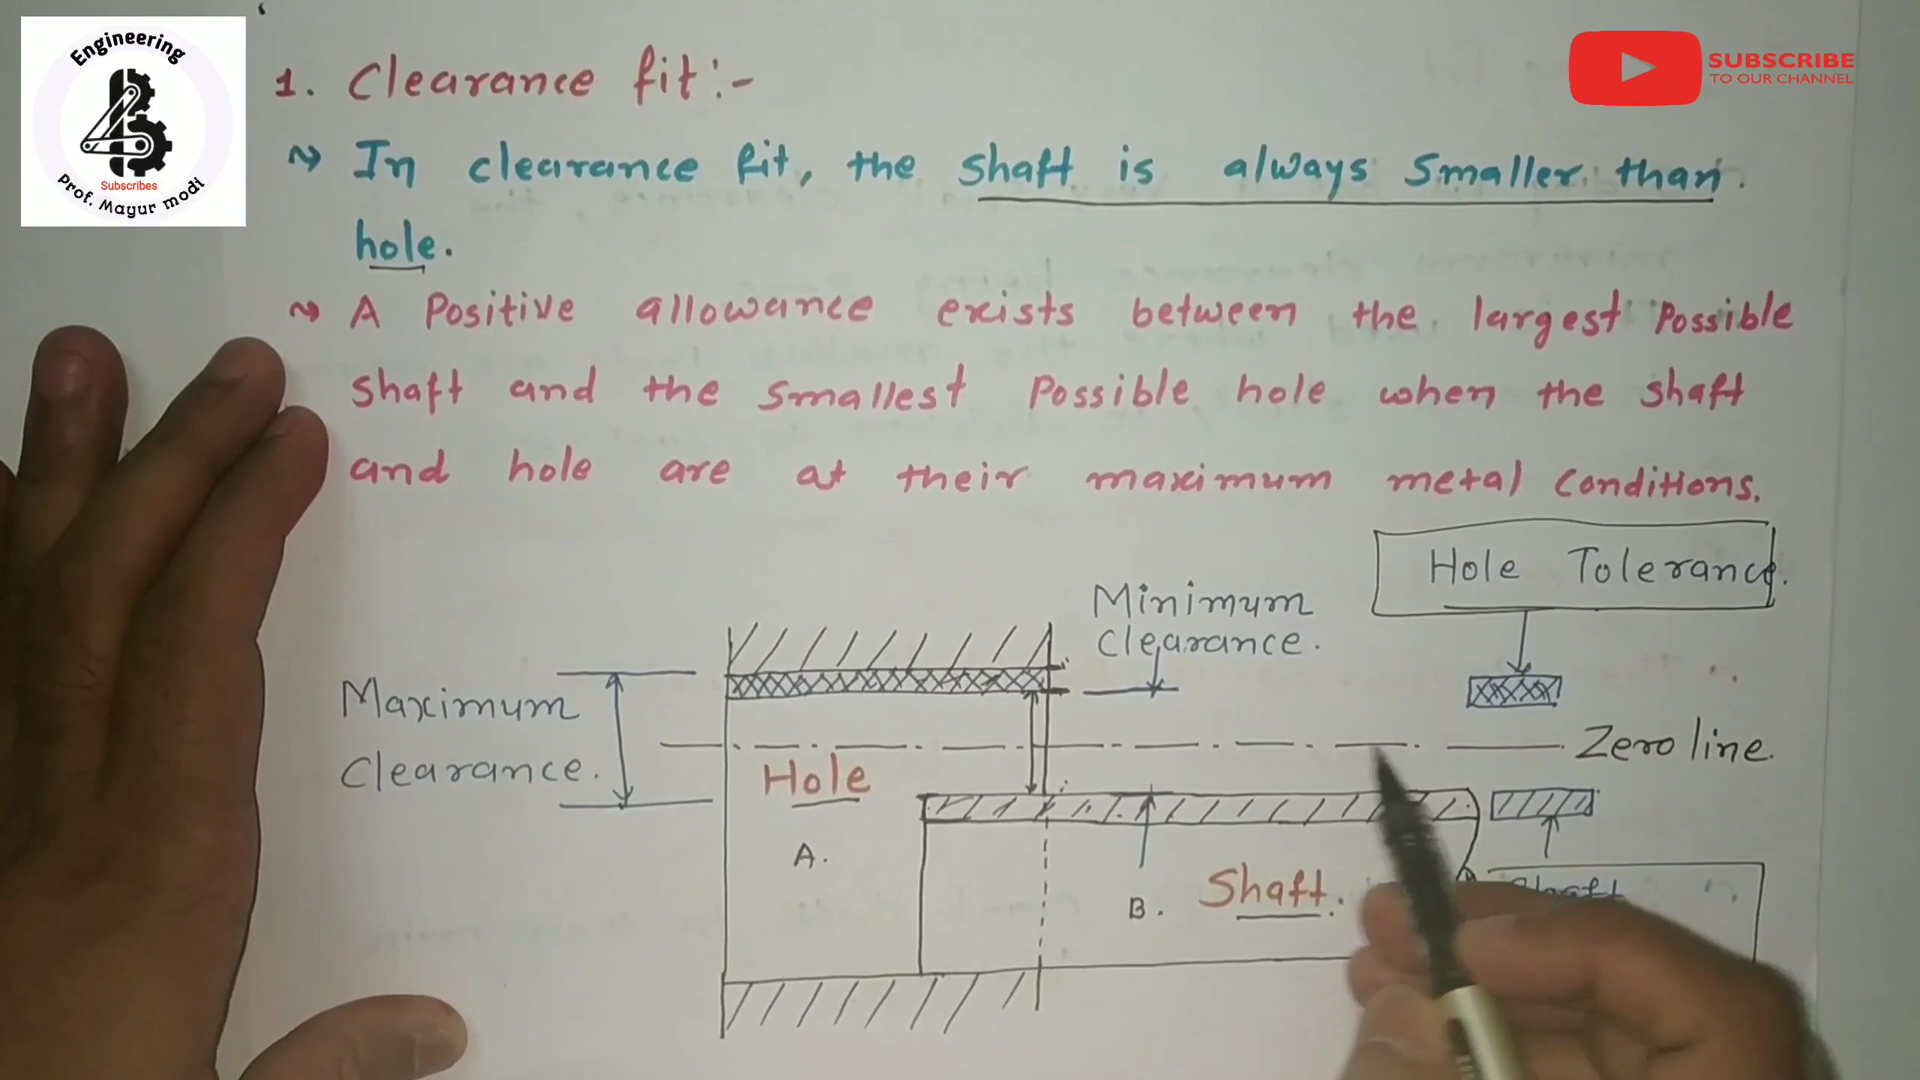 Engineering
Subscribes
Prof. Mayur modi
SUBSCRIBE
TO OUR CHANNEL
1. Clearance fit:-
~> In clearance fit, the shaft is always smaller than
hole.
~> A Positive allowance exists between the largest possible
shaft and the smallest possible hole when the shaft
and hole are at their maximum metal conditions.
Hole Tolerance.
Minimum
Clearance.
Maximum
Clearance.
Zero line.
Hole
A.
B.
Shaft.
Shaft